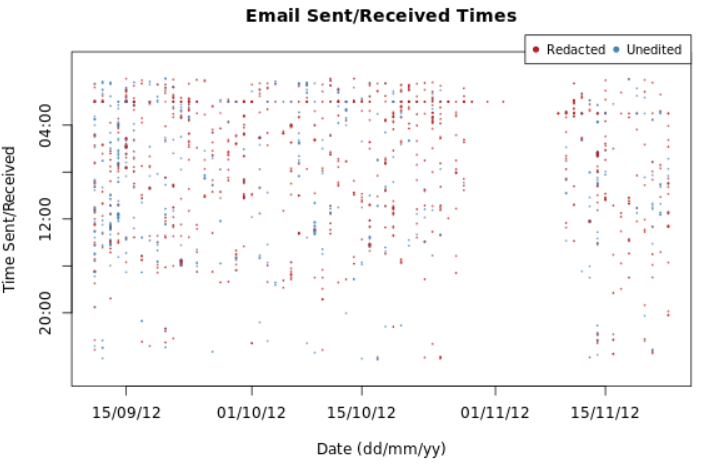 Email Sent/Received Times
Redacted Unedited
Time Sent/Received
04:00
12:00
20:00
15/09/12 01/10/12 15/10/12 01/11/12 15/11/12
Date (dd/mm/yy)